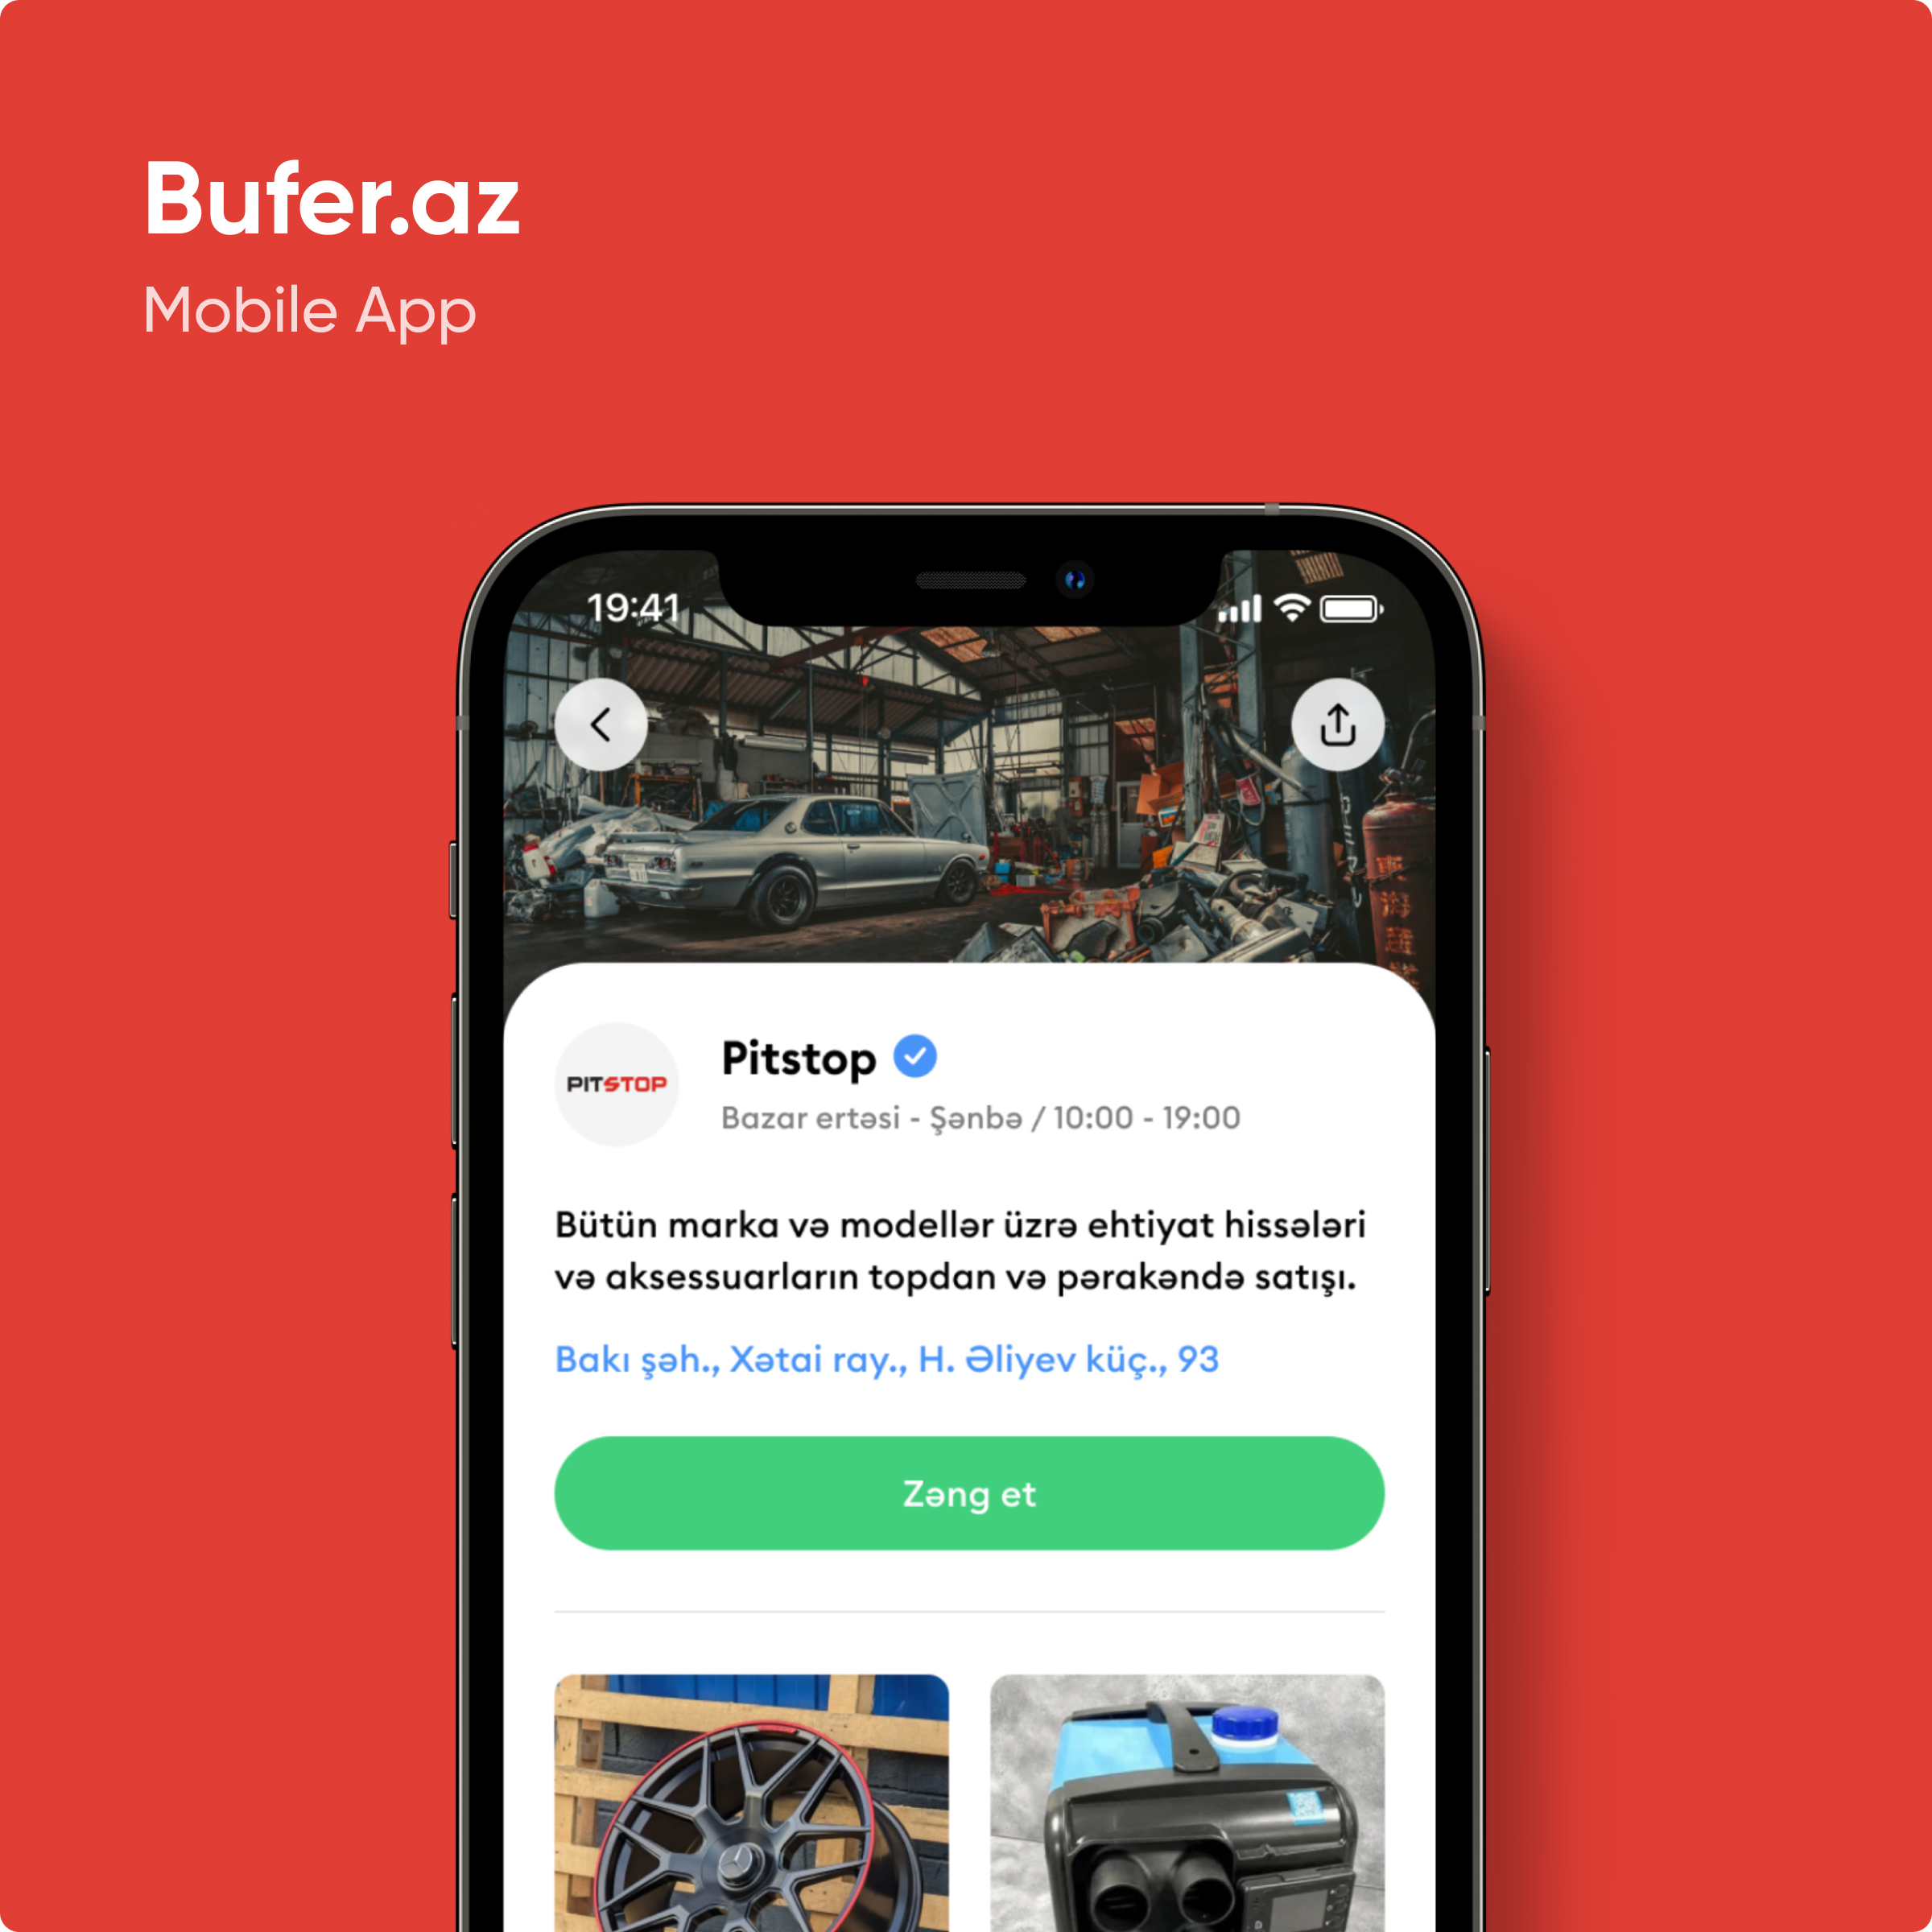 Bufer.az
Mobile App
19:41
PITSTOP
Pitstop
Bazar ertəsi - Şənbə / 10:00 - 19:00
Bütün marka və modellər üzrə ehtiyat hissələri
və aksessuarların topdan və pərakəndə satışı.
Bakı şəh., Xətai ray., H. Əliyev küç., 93
Zəng et